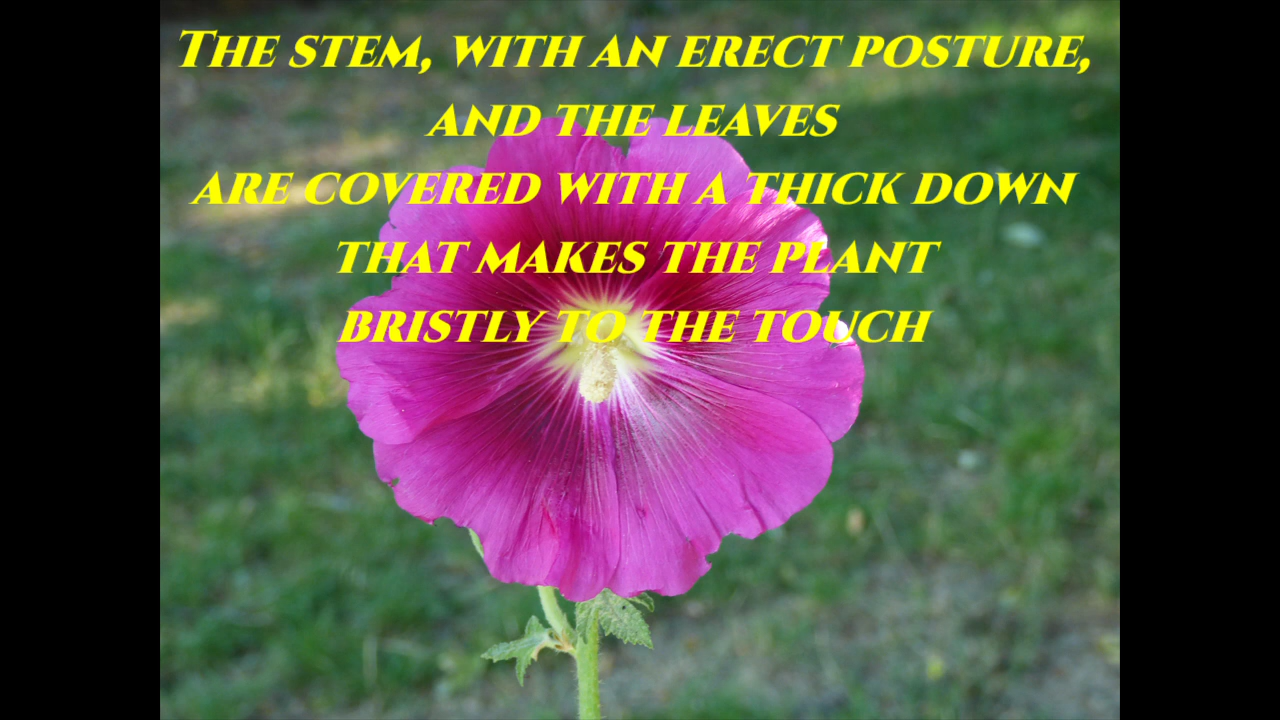 The stem, with an erect posture,
and the leaves
are covered with a thick down
that makes the plant
bristly to the touch